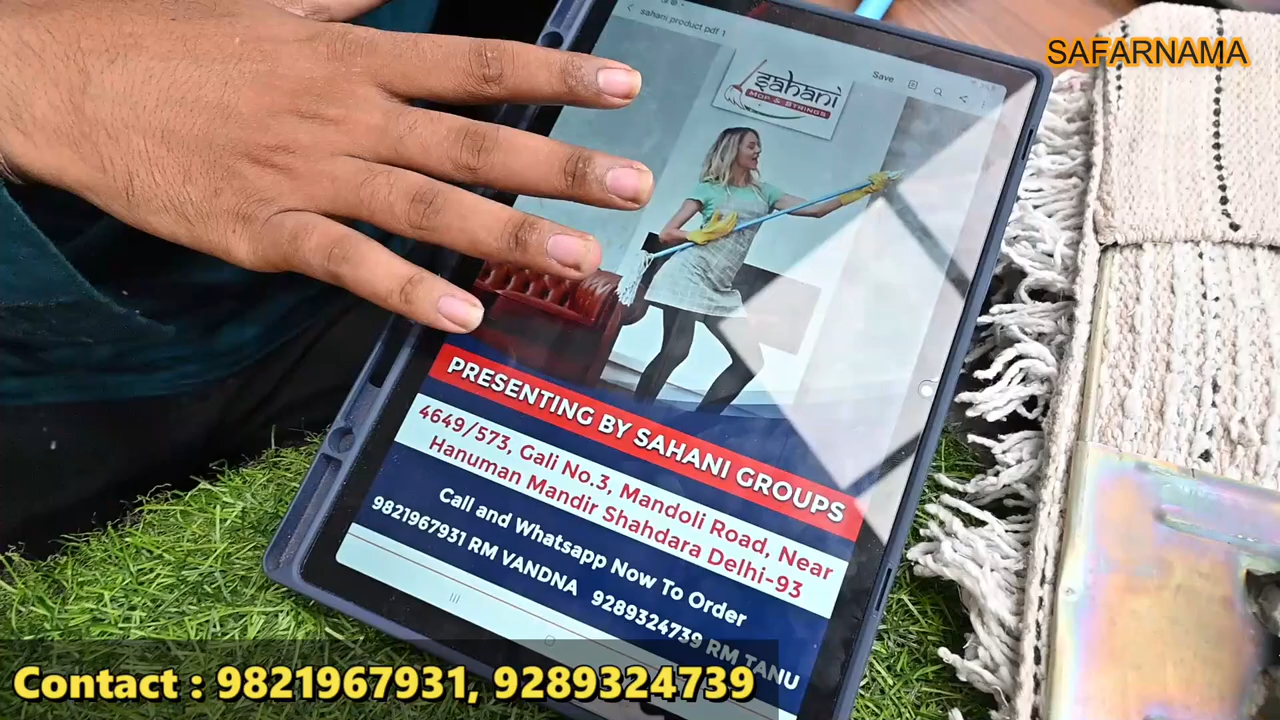 SAFARNAMA
sahani product pdf 1
Save
sahani
MOP & STRINGS
PRESENTING BY SAHANI GROUPS
4649/573, Gali No.3, Mandoli Road, Near
Hanuman Mandir Shahdara Delhi-93
Call and Whatsapp Now To Order
9821967931 RM VANDNA 9289324739 RM TANU
Contact : 9821967931, 9289324739